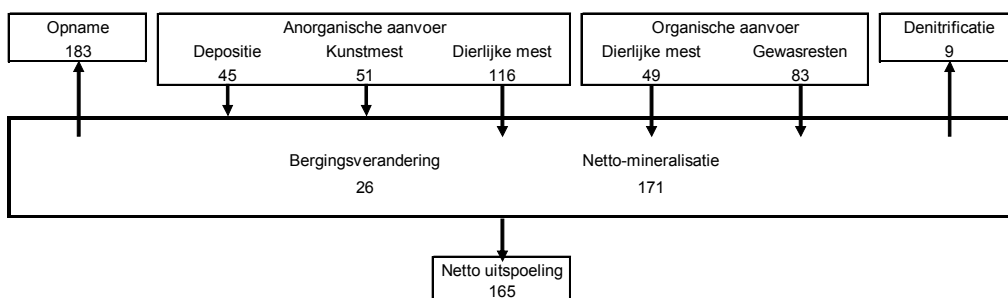 Opname
183
Anorganische aanvoer
Depositie Kunstmest Dierlijke mest
45 51 116
Organische aanvoer
Dierlijke mest Gewasresten
49 83
Denitrificatie
9
Bergingsverandering Netto-mineralisatie
26 171
Netto uitspoeling
165